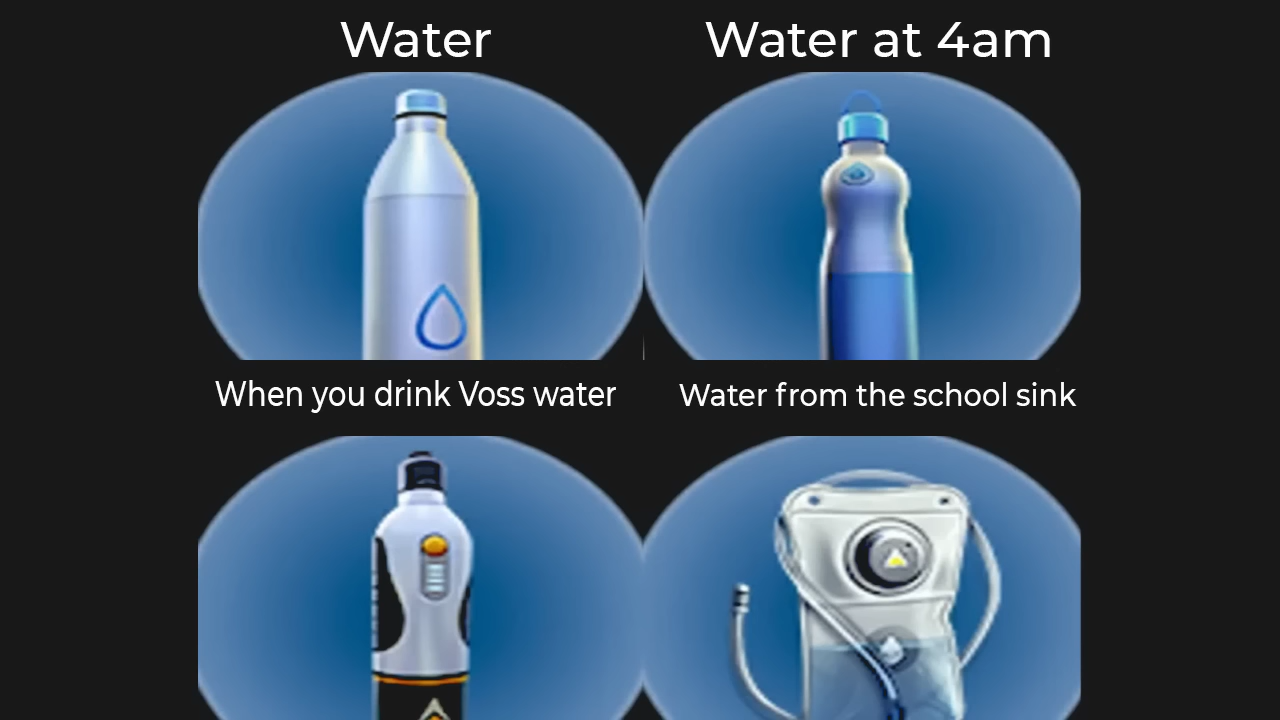 Water
Water at 4am
When you drink Voss water
Water from the school sink